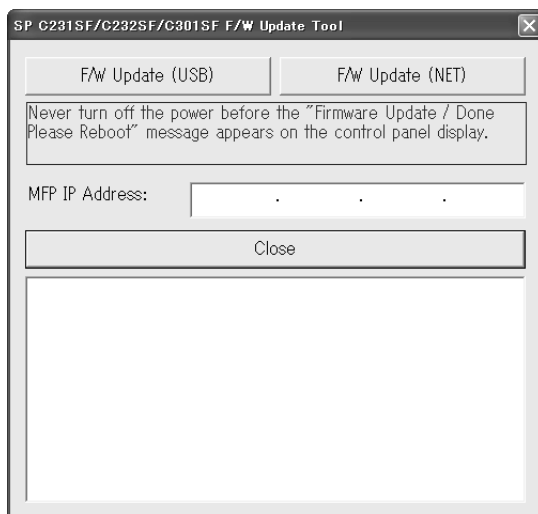 SP C231SF/C232SF/C301SF F/W Update Tool
F/W Update (USB)
F/W Update (NET)
Never turn off the power before the "Firmware Update / Done
Please Reboot" message appears on the control panel display.
MFP IP Address:
. . .
Close